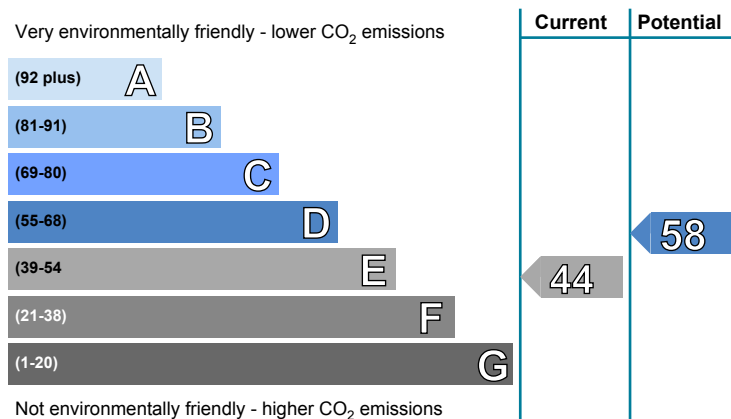 Very environmentally friendly - lower CO₂ emissions
Current
Potential
(92 plus) A
(81-91) B
(69-80) C
(55-68) D
58
(39-54 E
44
(21-38) F
(1-20) G
Not environmentally friendly - higher CO₂ emissions